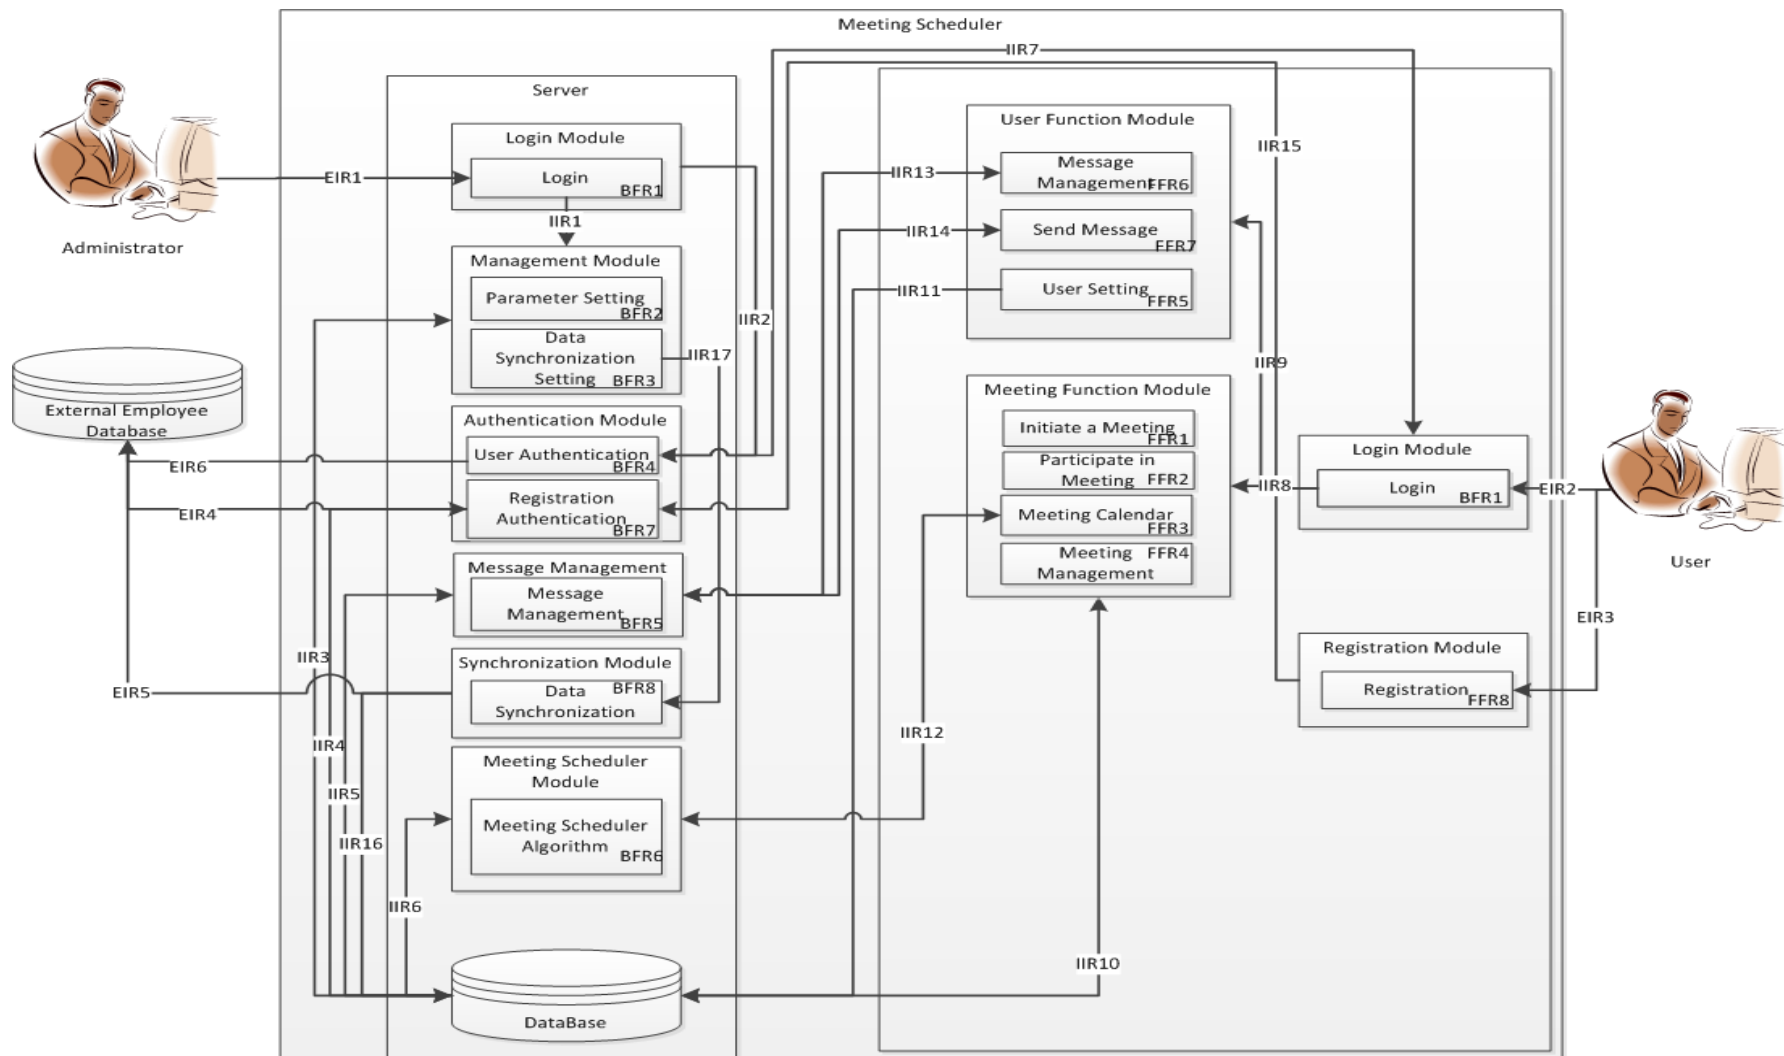 Meeting Scheduler
IIR7
Server
Login Module
Login
BFR1
EIR1
Administrator
IIR1
Management Module
Parameter Setting
BFR2
Data
Synchronization
Setting
BFR3
IIR2
IIR17
External Employee
Database
Authentication Module
User Authentication
BFR4
EIR6
Registration
Authentication
BFR7
EIR4
Message Management
Message
Management
BFR5
IIR3
Synchronization Module
BFR8
Data
Synchronization
EIR5
IIR4
Meeting Scheduler
Module
IIR5
Meeting Scheduler
Algorithm
BFR6
IIR16
IIR6
DataBase
User Function Module
IIR15
Message
Management
FFR6
IIR13
Send Message
FFR7
IIR14
User Setting
FFR5
IIR11
IIR9
Meeting Function Module
Initiate a Meeting
FFR1
Participate in
Meeting
FFR2
Meeting Calendar
FFR3
Meeting
Management
FFR4
IIR8
Login Module
Login
BFR1
EIR2
User
EIR3
Registration Module
Registration
FFR8
IIR12
IIR10